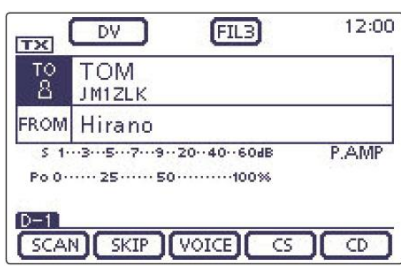 DV FIL3 12:00
TX
TO TOM
JM1ZLK
FROM Hirano
S 1··3··5··7··9··20··40··60dB P.AMP
Po 0······25······50··········100%
D-1
SCAN SKIP VOICE CS CD